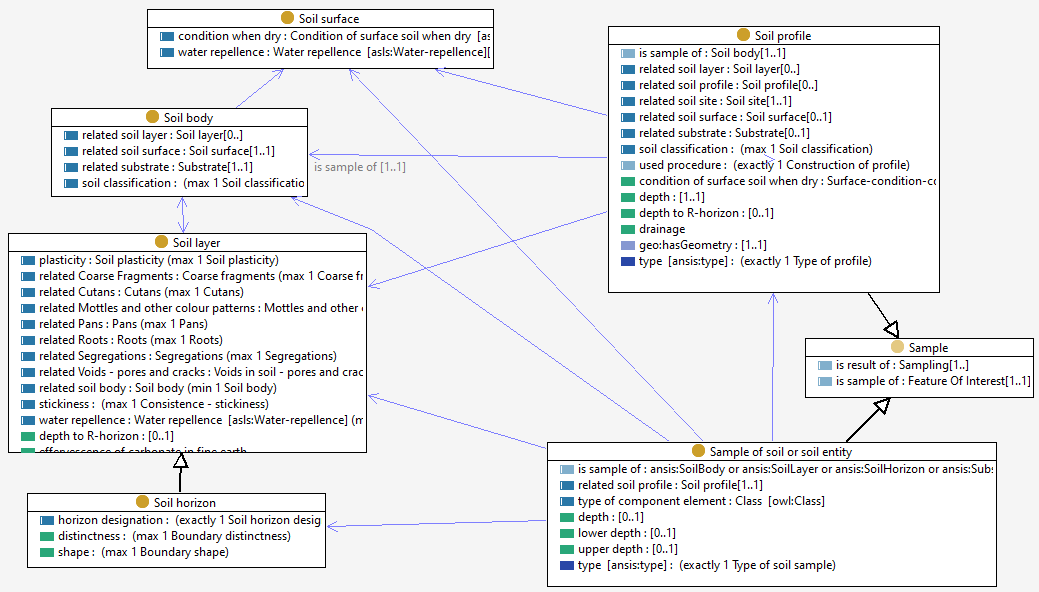 Soil surface
condition when dry : Condition of surface soil when dry [as
water repellence : Water repellence [asls:Water-repellence][
Soil profile
is sample of : Soil body[1..1]
related soil layer : Soil layer[0..]
related soil profile : Soil profile[0..]
related soil site : Soil site[1..1]
related soil surface : Soil surface[0..]
related substrate : Substrate[0..1]
soil classification : (max 1 Soil classification)
used procedure : (exactly 1 Construction of profile)
condition of surface soil when dry : Surface-condition-co
depth : [1..1]
depth to R-horizon : [0..1]
drainage
geo:hasGeometry : [1..1]
type [ansis:type] : (exactly 1 Type of profile)
Soil body
related soil layer : Soil layer[0..]
related soil surface : Soil surface[1..1]
related substrate : Substrate[1..1]
soil classification : (max 1 Soil classificatio
is sample of [1..1]
Soil layer
plasticity : Soil plasticity (max 1 Soil plasticity)
related Coarse Fragments : Coarse fragments (max 1 Coarse fr
related Cutans : Cutans (max 1 Cutans)
related Mottles and other colour patterns : Mottles and other
related Pans : Pans (max 1 Pans)
related Roots : Roots (max 1 Roots)
related Segregations : Segregations (max 1 Segregations)
related Voids - pores and cracks : Voids in soil - pores and crac
related soil body : Soil body (min 1 Soil body)
stickiness : (max 1 Consistence - stickiness)
water repellence : Water repellence [asls:Water-repellence] (m
depth to R-horizon : [0..1]
effervescence of carbonate in fine earth
Sample
is result of : Sampling[1..]
is sample of : Feature Of Interest[1..1]
Sample of soil or soil entity
is sample of : ansis:SoilBody or ansis:SoilLayer or ansis:SoilHorizon or ansis:Subs
related soil profile : Soil profile[1..1]
type of component element : Class [owl:Class]
depth : [0..1]
lower depth : [0..1]
upper depth : [0..1]
type [ansis:type] : (exactly 1 Type of soil sample)
Soil horizon
horizon designation : (exactly 1 Soil horizon desig
distinctness : (max 1 Boundary distinctness)
shape : (max 1 Boundary shape)